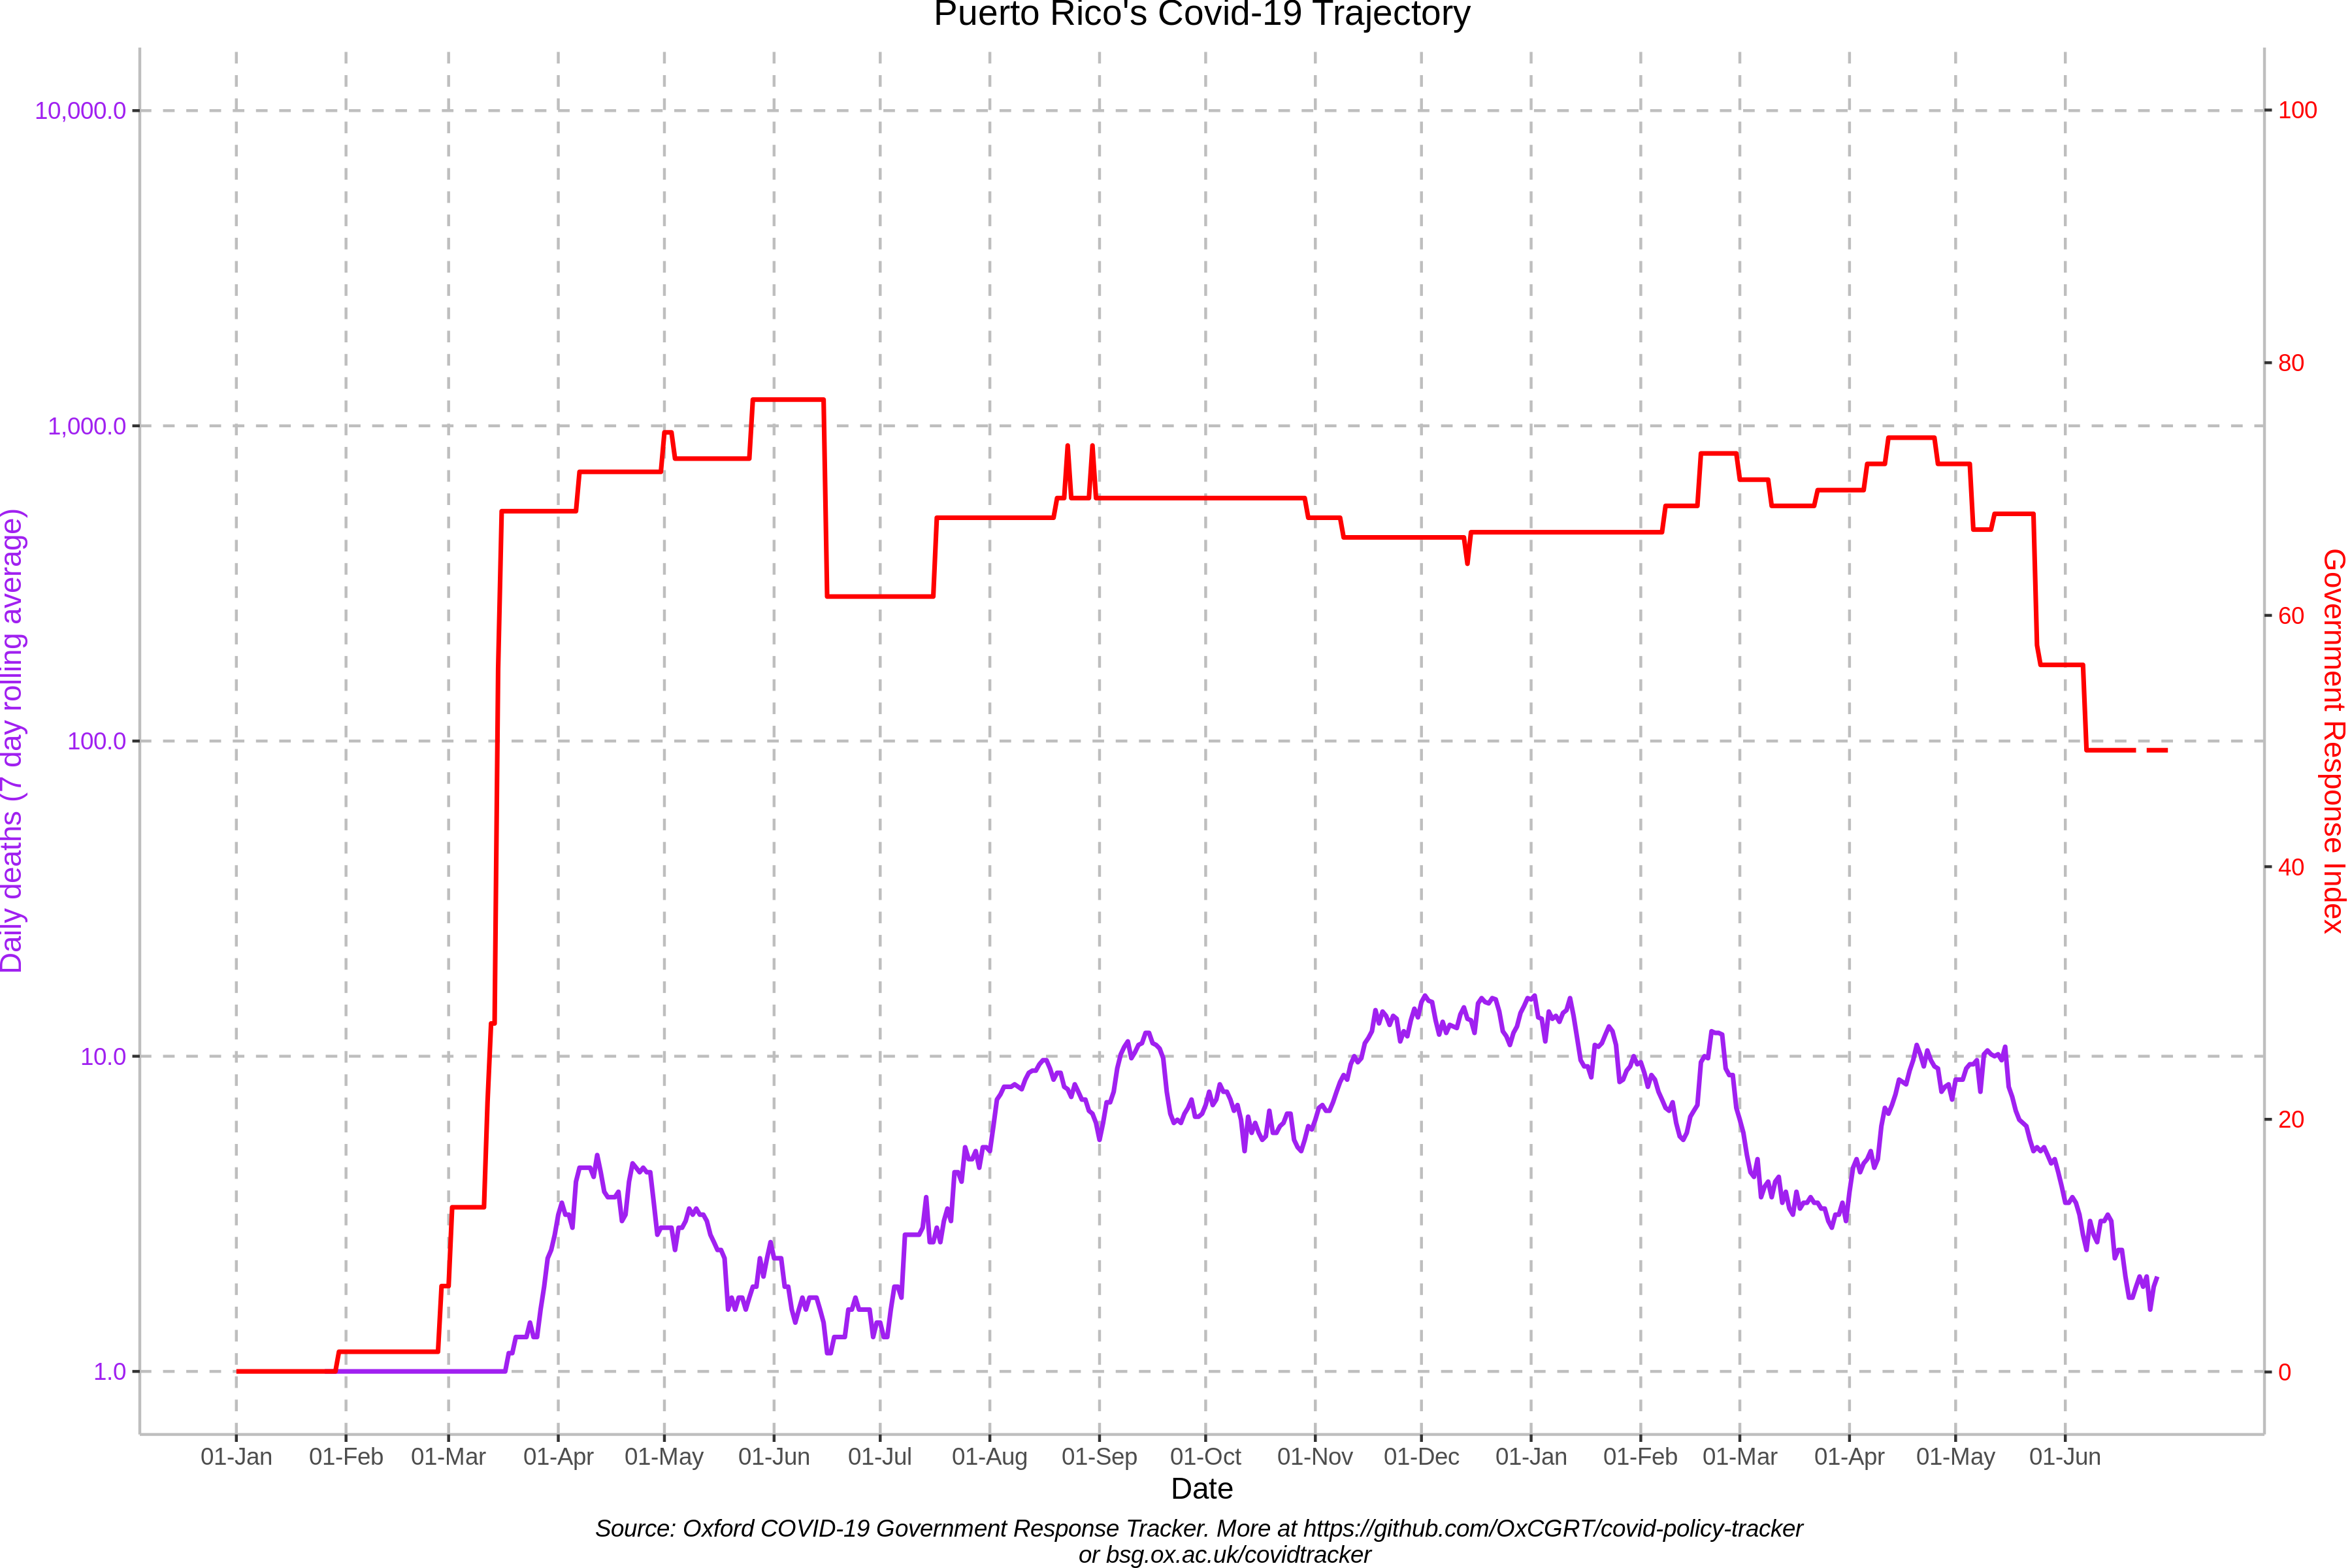 Puerto Rico's Covid-19 Trajectory
10,000.0
1,000.0
100.0
10.0
1.0
Daily deaths (7 day rolling average)
100
80
60
40
20
0
Government Response Index
01-Jan 01-Feb 01-Mar 01-Apr 01-May 01-Jun 01-Jul 01-Aug 01-Sep 01-Oct 01-Nov 01-Dec 01-Jan 01-Feb 01-Mar 01-Apr 01-May 01-Jun
Date
Source: Oxford COVID-19 Government Response Tracker. More at https://github.com/OxCGRT/covid-policy-tracker
or bsg.ox.ac.uk/covidtracker